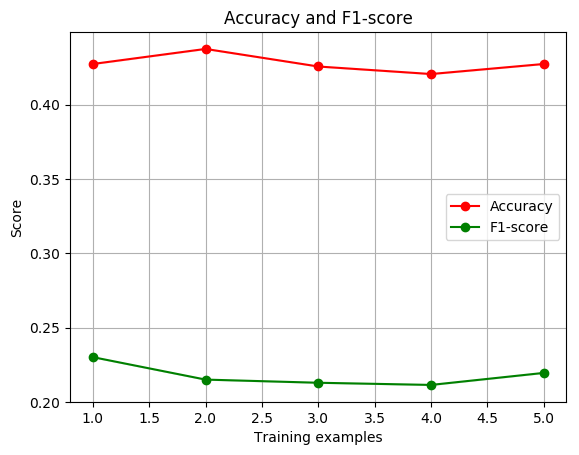 Accuracy and F1-score
Score
0.40
0.35
0.30
0.25
0.20
Accuracy
F1-score
1.0 1.5 2.0 2.5 3.0 3.5 4.0 4.5 5.0
Training examples